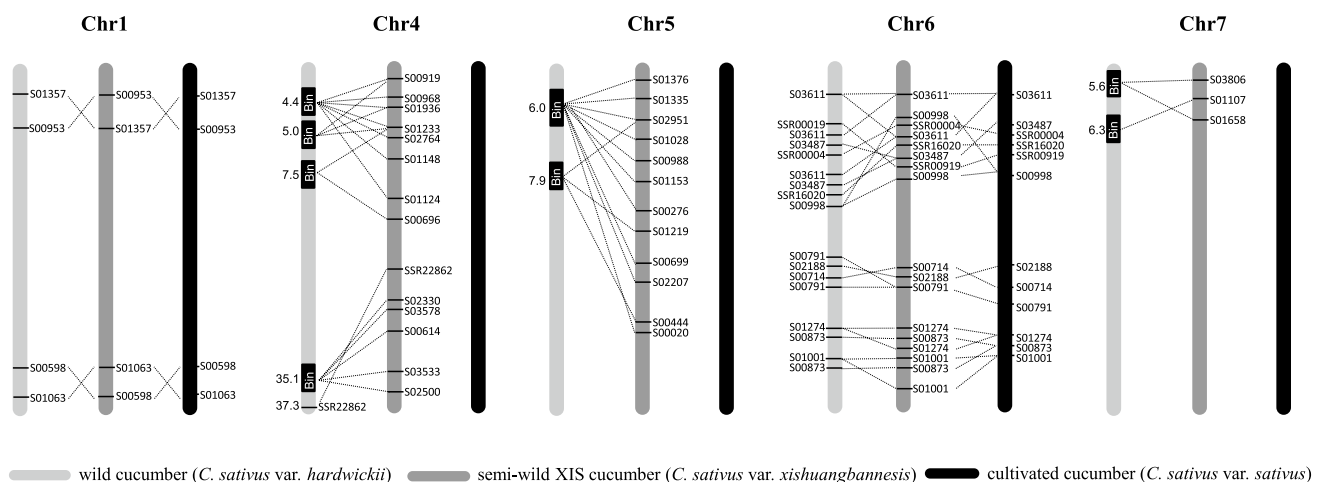 Chr1
Chr4
Chr5
Chr6
Chr7
S01357
S00953
S00598
S01063
S00953
S01357
S01063
S00598
S01357
S00953
S00598
S01063
4.4
Bin
5.0
Bin
7.5
Bin
35.1
Bin
37.3
SSR22862
S00919
S00968
S01936
S01233
S02764
S01148
S01124
S00696
SSR22862
S02330
S03578
S00614
S03533
S02500
6.0
Bin
7.9
Bin
S01376
S01335
S02951
S01028
S00988
S01153
S00276
S01219
S00699
S02207
S00444
S00020
S03611
SSR00019
S03611
S03487
SSR00004
S03611
S03487
SSR16020
S00998
S00791
S02188
S00714
S00791
S01274
S00873
S01001
S00873
S03611
S00998
SSR00004
S03611
SSR16020
S03487
SSR00919
S00998
S00714
S02188
S00791
S01274
S00873
S01274
S01001
S00873
S01001
S03611
S03487
SSR00004
SSR16020
SSR00919
S00998
S02188
S00714
S00791
S01274
S00873
S01001
5.6
Bin
6.3
Bin
S03806
S01107
S01658
wild cucumber (C. sativus var. hardwickii)
semi-wild XIS cucumber (C. sativus var. xishuangbannesis)
cultivated cucumber (C. sativus var. sativus)